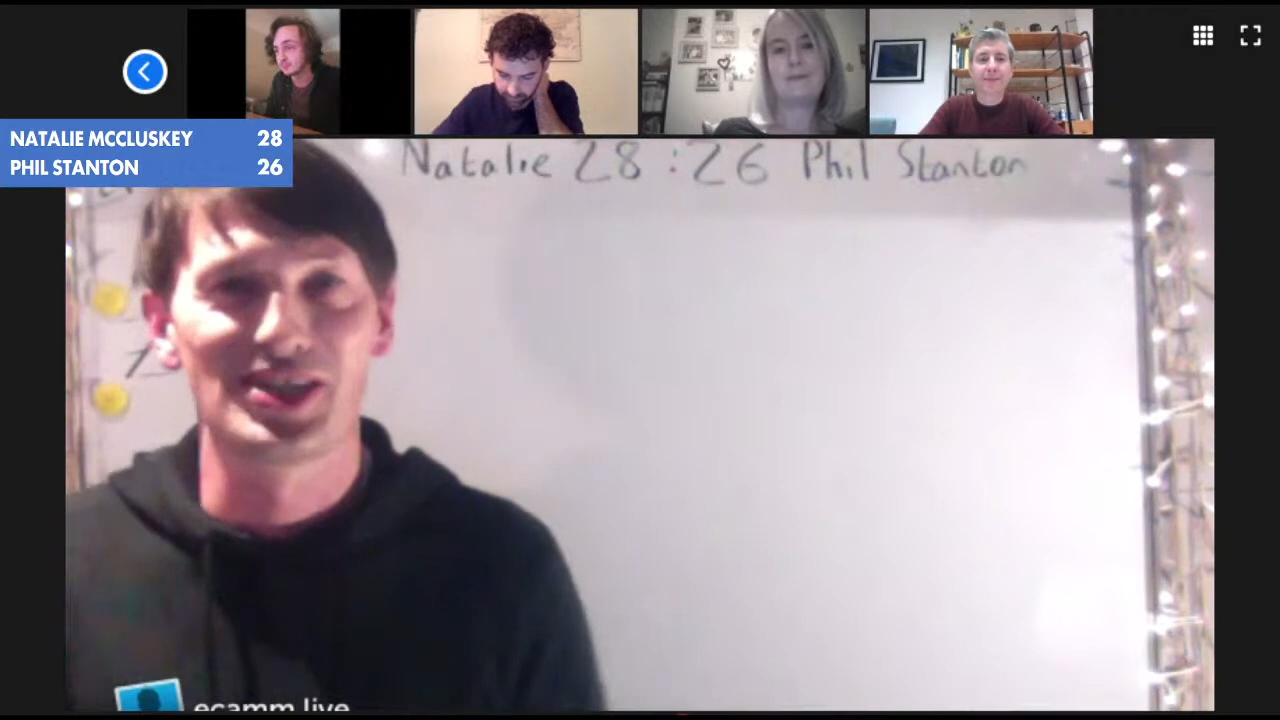 NATALIE MCCLUSKEY 28
PHIL STANTON 26
Natalie 28 : 26 Phil Stanton
ecamm live